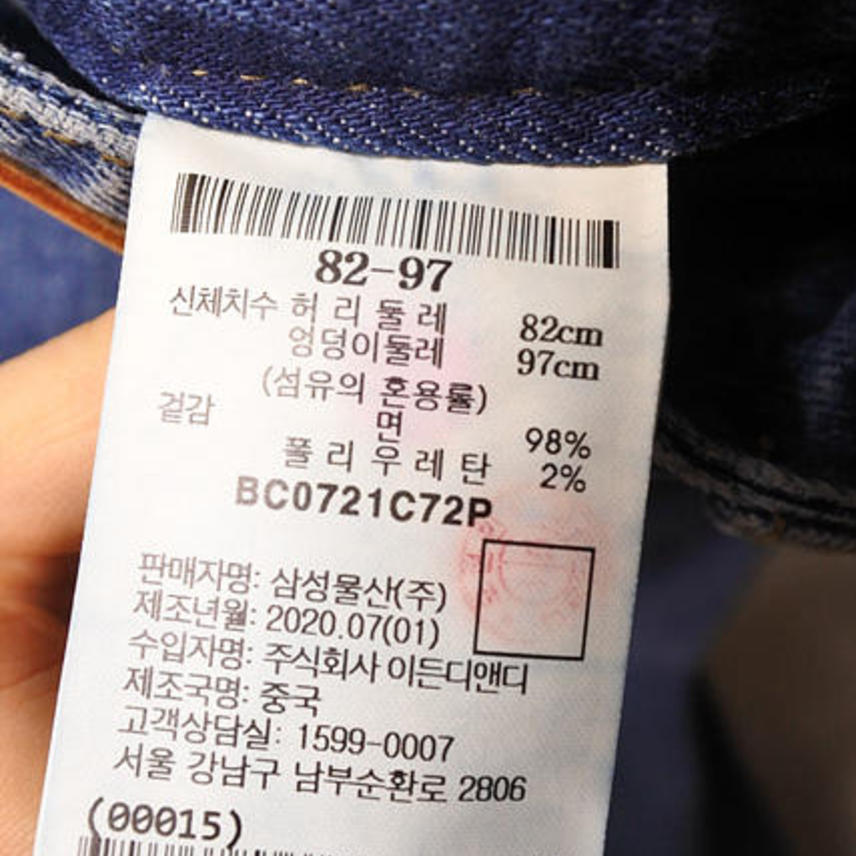 82-97
신체치수 허 리 둘 레 82cm
엉덩이둘레 97cm
(섬유의 혼용률)
겉감 면 98%
폴 리 우 레 탄 2%
BC0721C72P
판매자명: 삼성물산(주)
제조년월: 2020.07(01)
수입자명: 주식회사 이든디앤디
제조국명: 중국
고객상담실: 1599-0007
서울 강남구 남부순환로 2806
(00015)